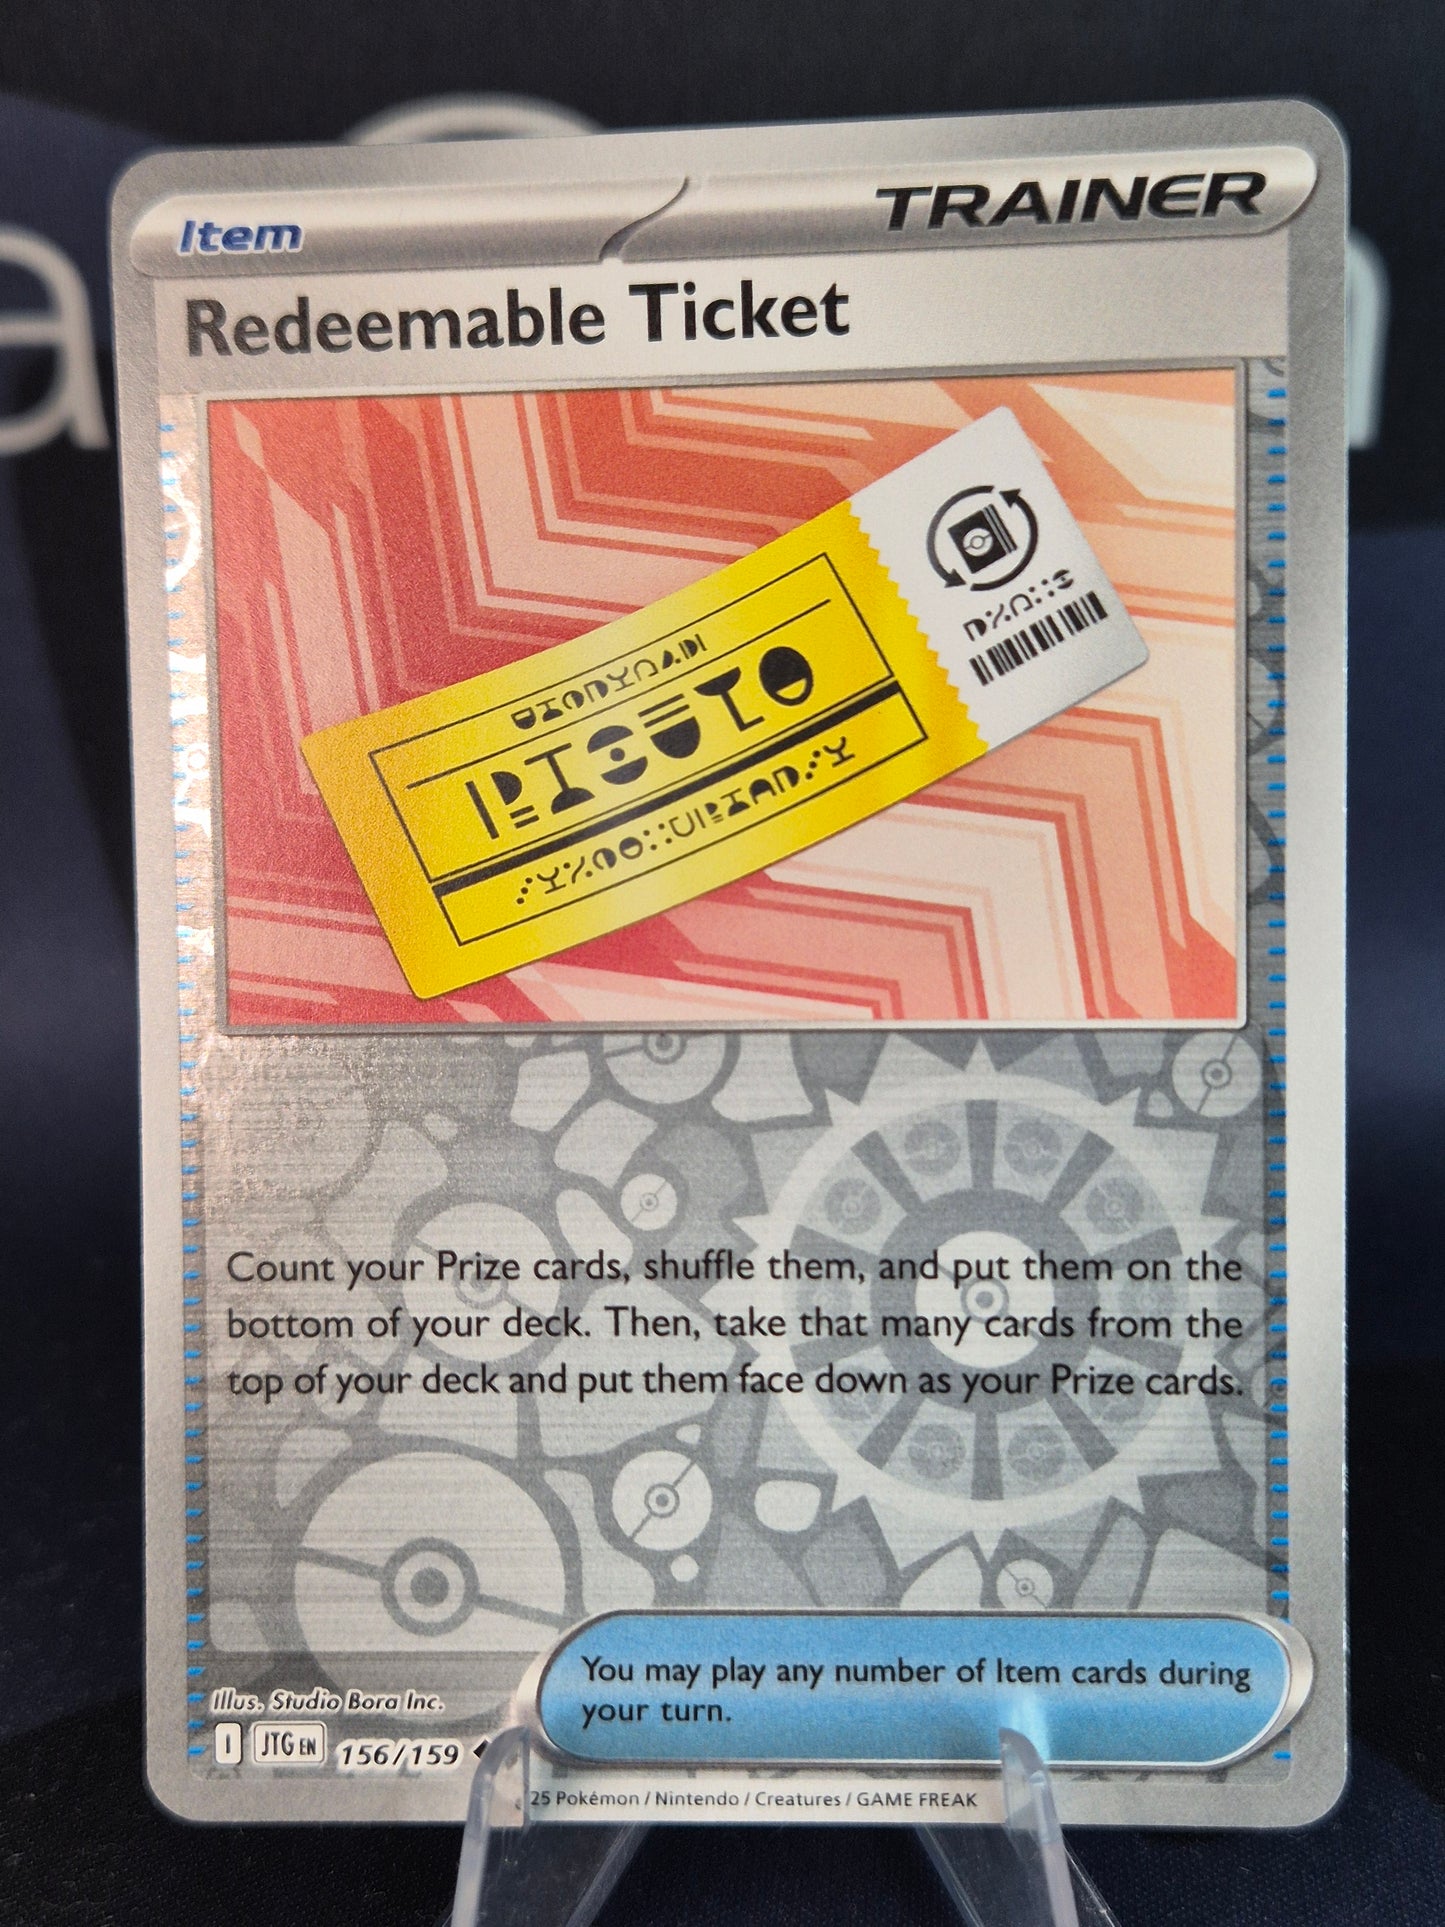 Item
TRAINER
Redeemable Ticket
Count your Prize cards, shuffle them, and put them on the
bottom of your deck. Then, take that many cards from the
top of your deck and put them face down as your Prize cards.
You may play any number of Item cards during
your turn.
Illus. Studio Bora Inc.
I JTG EN 156/159
25 Pokémon / Nintendo / Creatures / GAME FREAK